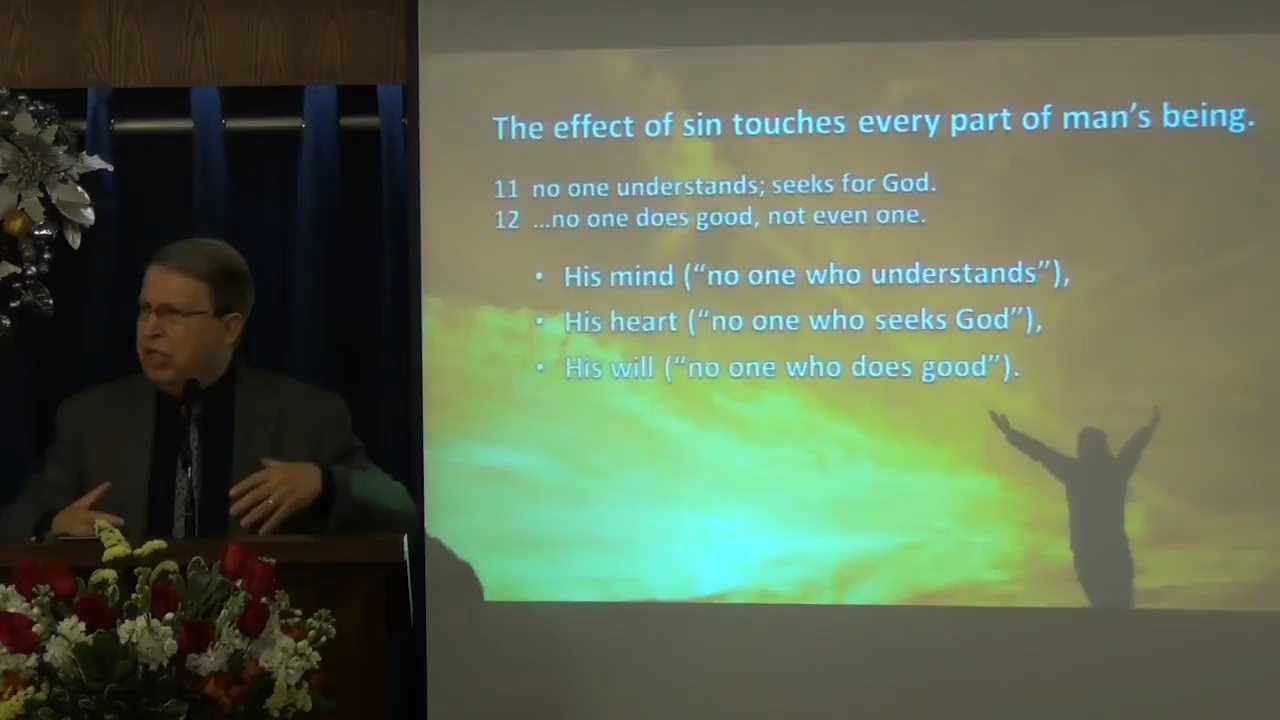 The effect of sin touches every part of man’s being.
11 no one understands; seeks for God.
12 ...no one does good, not even one.
• His mind (“no one who understands”),
• His heart (“no one who seeks God”),
• His will (“no one who does good”).